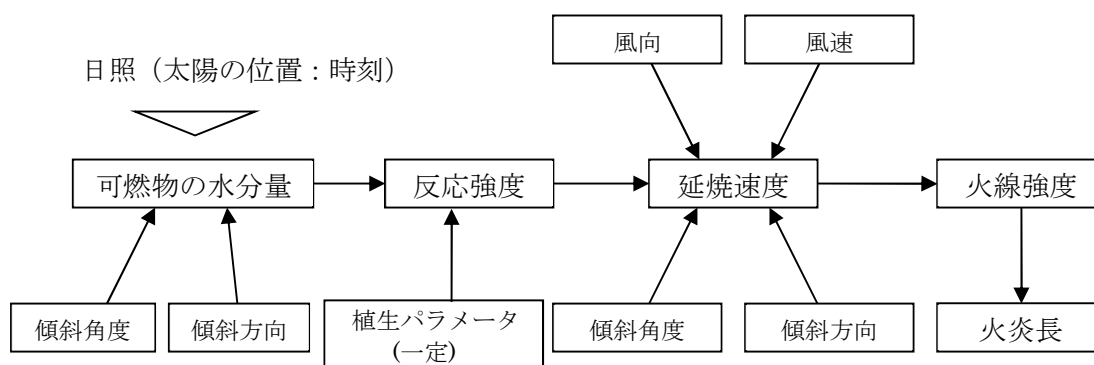 風向
風速
日照（太陽の位置：時刻）
可燃物の水分量
反応強度
延焼速度
火線強度
傾斜角度
傾斜方向
植生パラメータ
(一定)
傾斜角度
傾斜方向
火炎長